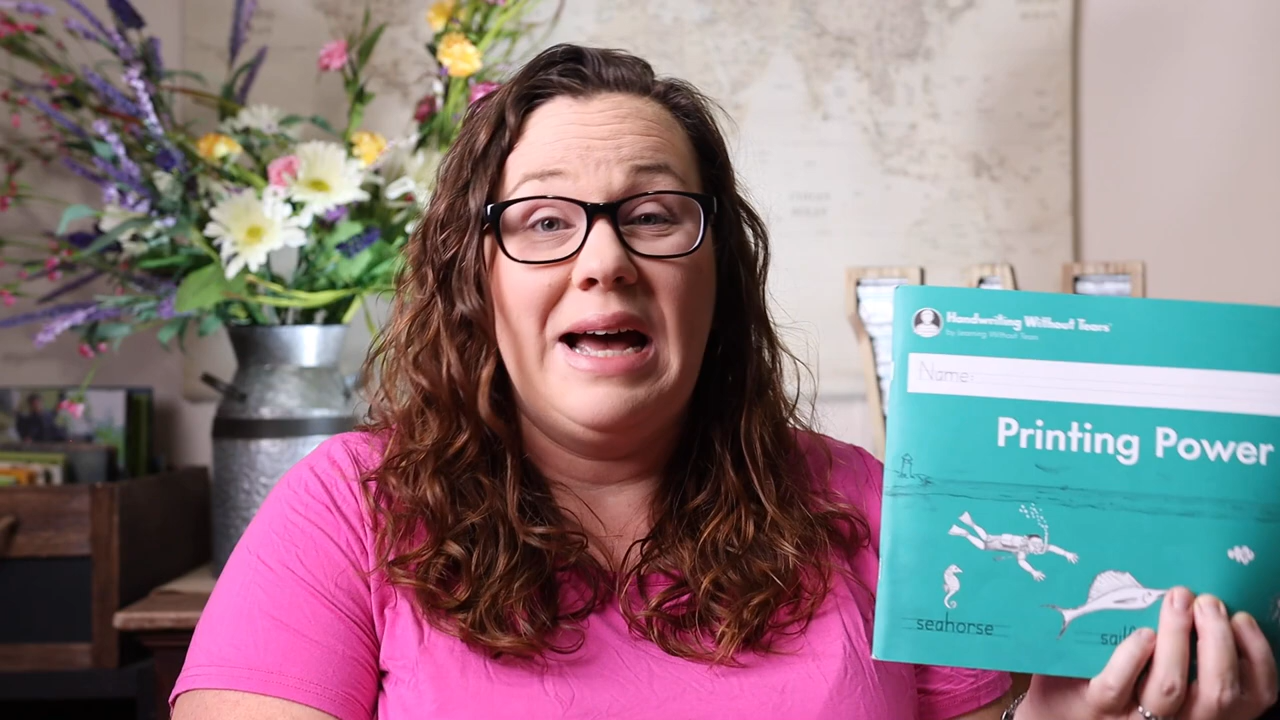 Handwriting Without Tears
by Learning Without Tears
Name:
Printing Power
seahorse